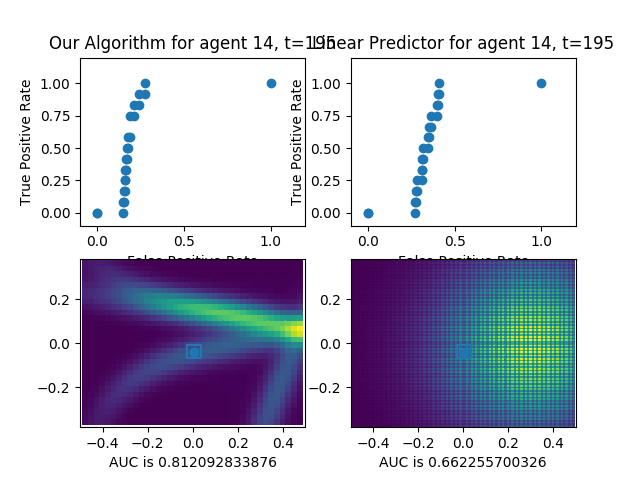 Our Algorithm for agent 14, t=195
Linear Predictor for agent 14, t=195
True Positive Rate
1.00
0.75
0.50
0.25
0.00
0.0 0.5 1.0
False Positive Rate
True Positive Rate
1.00
0.75
0.50
0.25
0.00
0.0 0.5 1.0
False Positive Rate
0.2
0.0
−0.2
−0.4 −0.2 0.0 0.2 0.4
AUC is 0.812092833876
0.2
0.0
−0.2
−0.4 −0.2 0.0 0.2 0.4
AUC is 0.662255700326